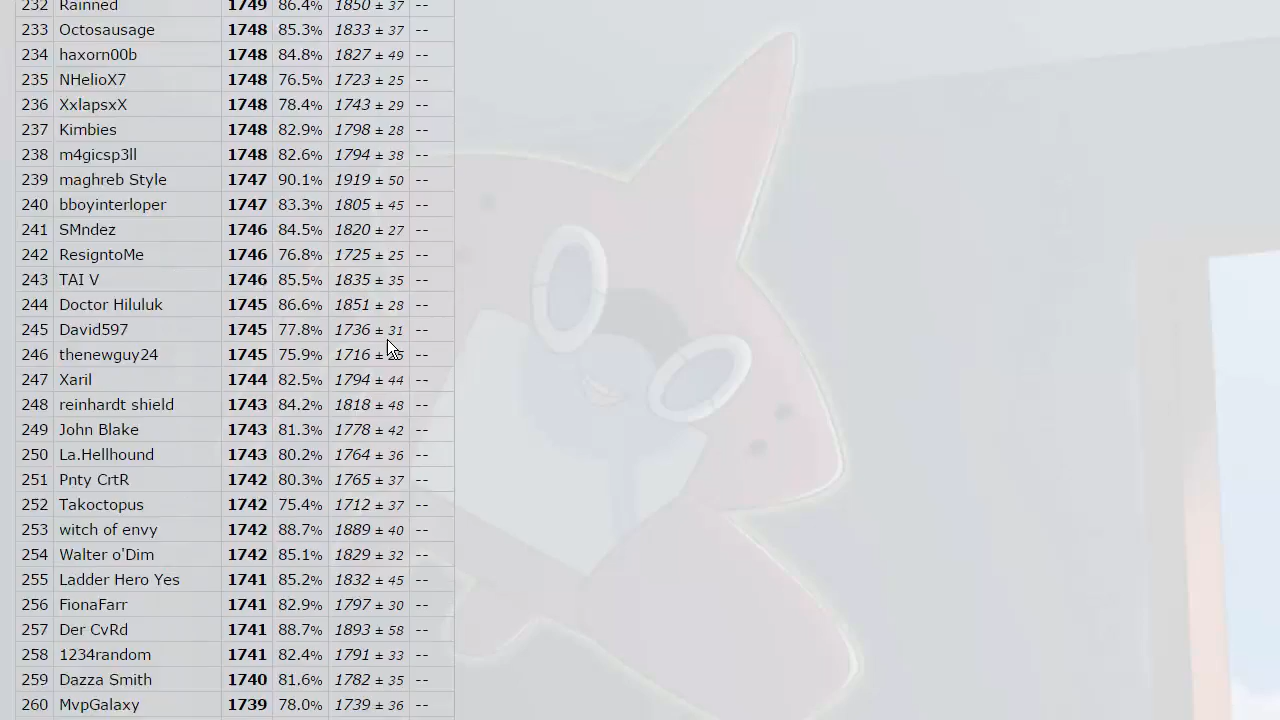 232 Rainned 1749 86.4% 1850 ± 37 --
233 Octosausage 1748 85.3% 1833 ± 37 --
234 haxorn00b 1748 84.8% 1827 ± 49 --
235 NHelioX7 1748 76.5% 1723 ± 25 --
236 XxlapsxX 1748 78.4% 1743 ± 29 --
237 Kimbies 1748 82.9% 1798 ± 28 --
238 m4gicsp3ll 1748 82.6% 1794 ± 38 --
239 maghreb Style 1747 90.1% 1919 ± 50 --
240 bboyinterloper 1747 83.3% 1805 ± 45 --
241 SMndez 1746 84.5% 1820 ± 27 --
242 ResigntoMe 1746 76.8% 1725 ± 25 --
243 TAI V 1746 85.5% 1835 ± 35 --
244 Doctor Hiluluk 1745 86.6% 1851 ± 28 --
245 David597 1745 77.8% 1736 ± 31 --
246 thenewguy24 1745 75.9% 1716 ± --
247 Xaril 1744 82.5% 1794 ± 44 --
248 reinhardt shield 1743 84.2% 1818 ± 48 --
249 John Blake 1743 81.3% 1778 ± 42 --
250 La.Hellhound 1743 80.2% 1764 ± 36 --
251 Pnty CrtR 1742 80.3% 1765 ± 37 --
252 Takoctopus 1742 75.4% 1712 ± 37 --
253 witch of envy 1742 88.7% 1889 ± 40 --
254 Walter o'Dim 1742 85.1% 1829 ± 32 --
255 Ladder Hero Yes 1741 85.2% 1832 ± 45 --
256 FionaFarr 1741 82.9% 1797 ± 30 --
257 Der CvRd 1741 88.7% 1893 ± 58 --
258 1234random 1741 82.4% 1791 ± 33 --
259 Dazza Smith 1740 81.6% 1782 ± 35 --
260 MvpGalaxy 1739 78.0% 1739 ± 36 --